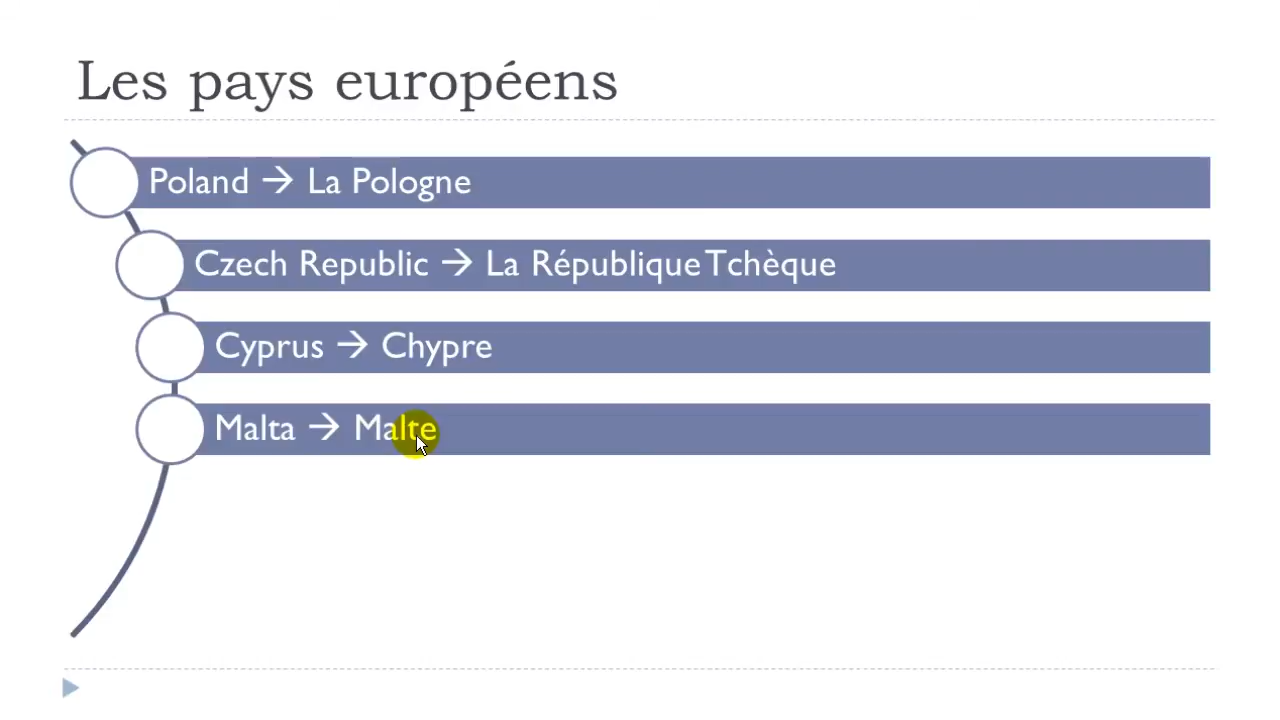 Les pays européens
Poland → La Pologne
Czech Republic → La République Tchèque
Cyprus → Chypre
Malta → Malte